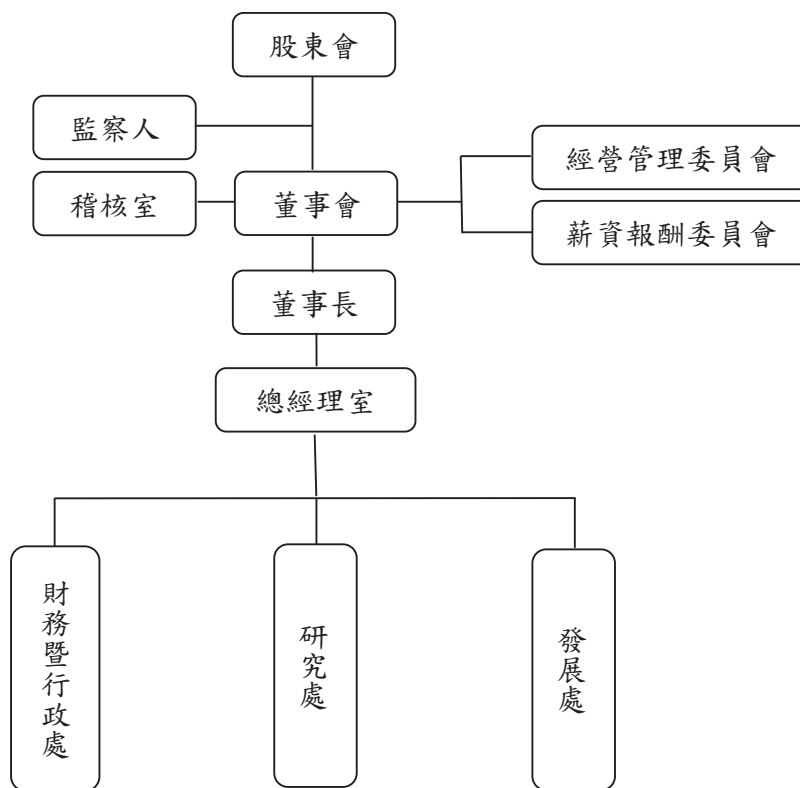 股東會
監察人
經營管理委員會
稽核室
董事會
薪資報酬委員會
董事長
總經理室
財務暨行政處
研究處
發展處